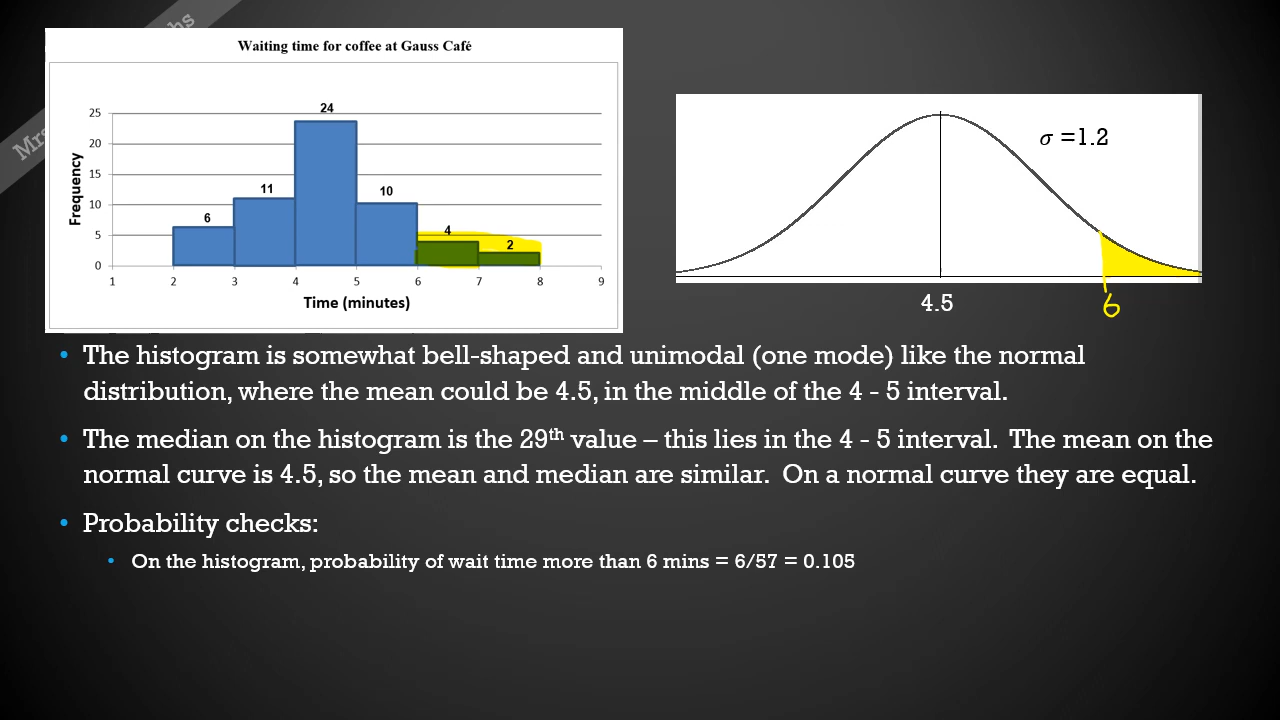 Mrs
hs
Waiting time for coffee at Gauss Café
Frequency
25
20
15
10
5
0
6
11
24
10
4
2
1 2 3 4 5 6 7 8 9
Time (minutes)
σ =1.2
4.5
6
• The histogram is somewhat bell-shaped and unimodal (one mode) like the normal
distribution, where the mean could be 4.5, in the middle of the 4 - 5 interval.
• The median on the histogram is the 29th value – this lies in the 4 - 5 interval. The mean on the
normal curve is 4.5, so the mean and median are similar. On a normal curve they are equal.
• Probability checks:
• On the histogram, probability of wait time more than 6 mins = 6/57 = 0.105